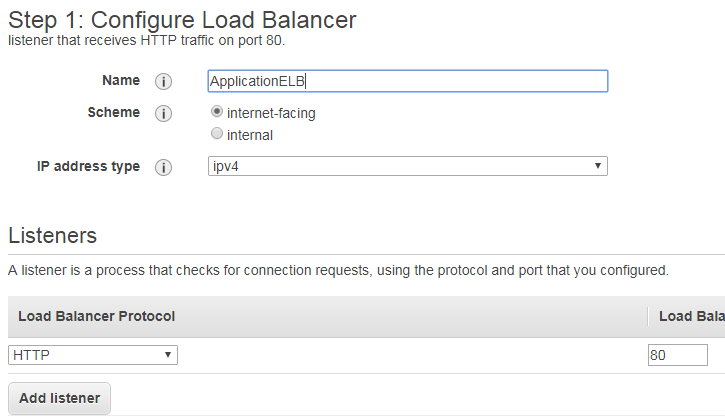 Step 1: Configure Load Balancer
listener that receives HTTP traffic on port 80.
Name i ApplicationELB
Scheme i internet-facing
internal
IP address type i ipv4
Listeners
A listener is a process that checks for connection requests, using the protocol and port that you configured.
Load Balancer Protocol Load Bala
HTTP 80
Add listener